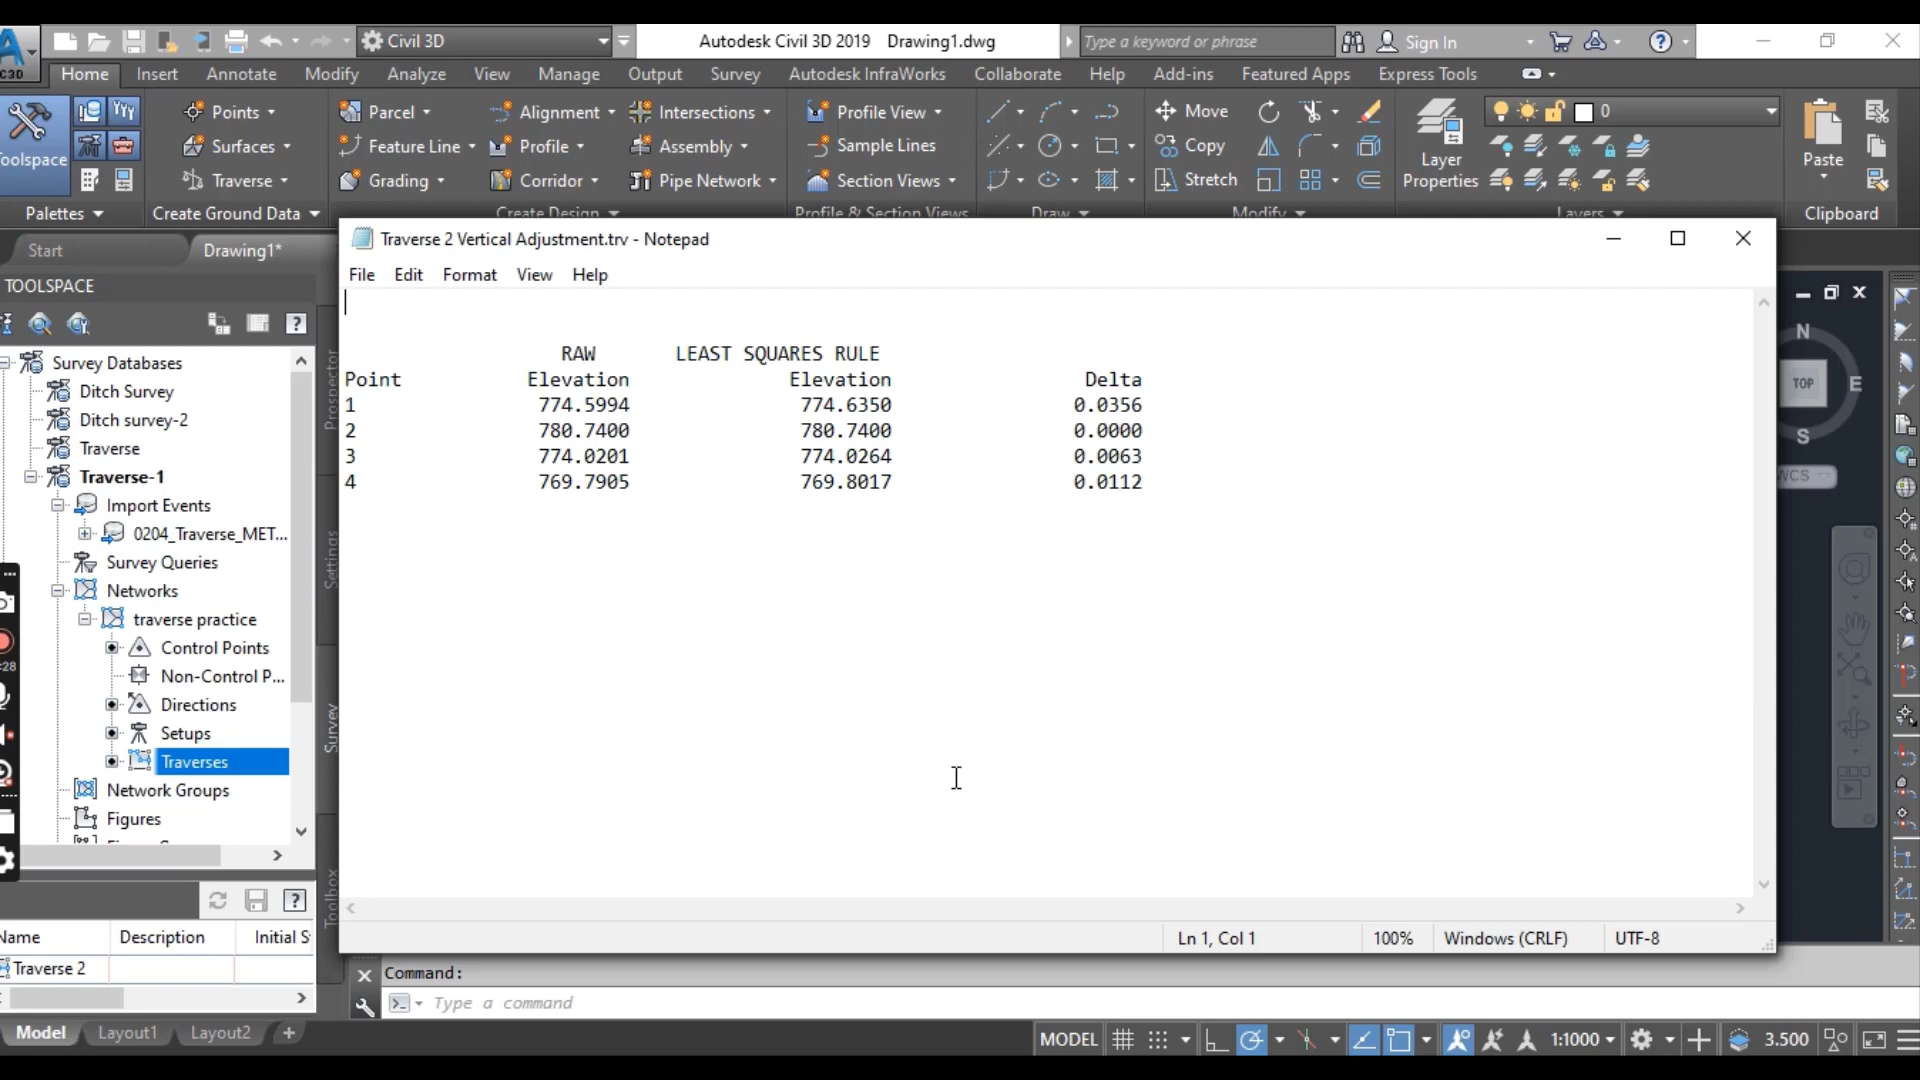 Civil 3D
Autodesk Civil 3D 2019 Drawing1.dwg
Type a keyword or phrase
Sign In
C3D
Home Insert Annotate Modify Analyze View Manage Output Survey Autodesk InfraWorks Collaborate Help Add-ins Featured Apps Express Tools
Points Parcel Alignment Intersections Profile View Move 0
Surfaces Feature Line Profile Assembly Sample Lines Copy
oolspace Layer Paste
Traverse Grading Corridor Pipe Network Section Views Stretch Properties
Palettes Create Ground Data Create Design Profile & Section Views Draw Modify Layers Clipboard
Start Drawing1*
Traverse 2 Vertical Adjustment.trv - Notepad
File Edit Format View Help
TOOLSPACE
Survey Databases
Ditch Survey
Ditch survey-2
Traverse
Traverse-1
Import Events
0204_Traverse_MET...
Survey Queries
Networks
traverse practice
Control Points
Non-Control P...
Directions
Setups
Traverses
Network Groups
Figures
Prospector
Settings
Survey
Toolbox
RAW LEAST SQUARES RULE
Point Elevation Elevation Delta
1 774.5994 774.6350 0.0356
2 780.7400 780.7400 0.0000
3 774.0201 774.0264 0.0063
4 769.7905 769.8017 0.0112
N
TOP E
S
WCS
:28
Ln 1, Col 1 100% Windows (CRLF) UTF-8
Name Description Initial S
Traverse 2
Command:
Type a command
Model Layout1 Layout2 +
MODEL 1:1000 3.500